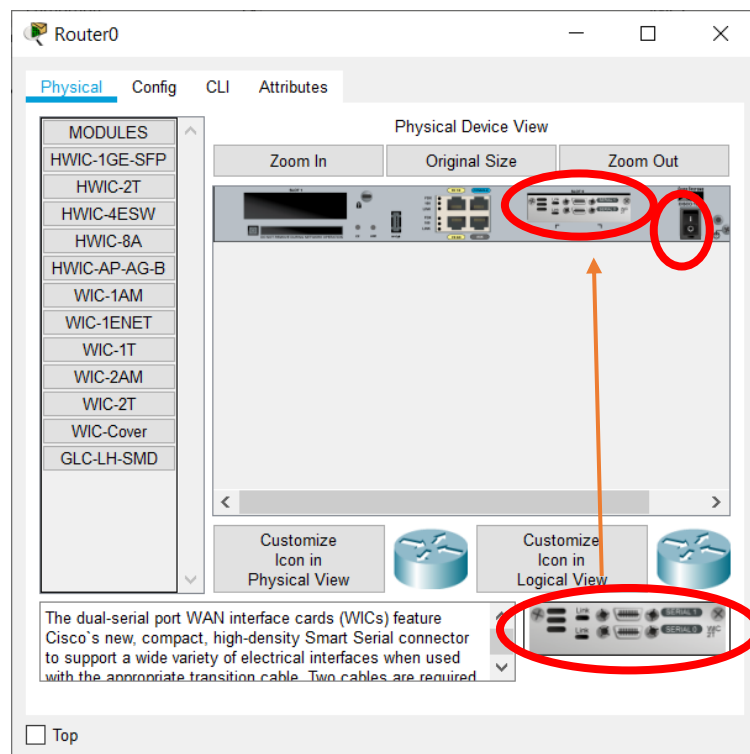 Router0
Physical Config CLI Attributes
MODULES
HWIC-1GE-SFP
HWIC-2T
HWIC-4ESW
HWIC-8A
HWIC-AP-AG-B
WIC-1AM
WIC-1ENET
WIC-1T
WIC-2AM
WIC-2T
WIC-Cover
GLC-LH-SMD
Physical Device View
Zoom In Original Size Zoom Out
Customize
Icon in
Physical View
Customize
Icon in
Logical View
The dual-serial port WAN interface cards (WICs) feature
Cisco`s new, compact, high-density Smart Serial connector
to support a wide variety of electrical interfaces when used
with the appropriate transition cable. Two cables are required
Link SERIAL 1
Link SERIAL 0 WIC
2T
Top